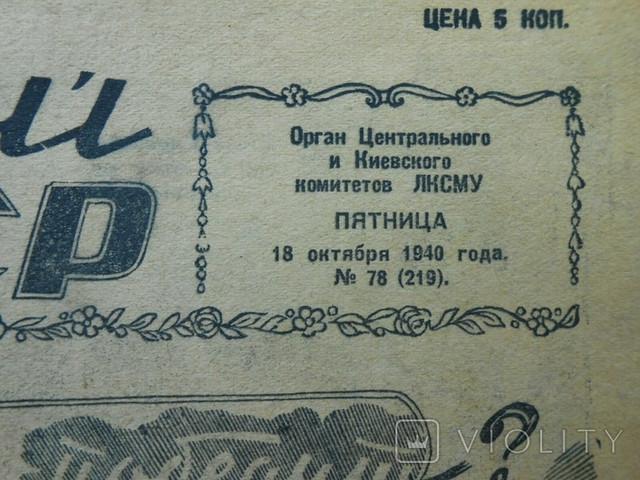 ЦЕНА 5 КОП.
Орган Центрального
и Киевского
комитетов ЛКСМУ
ПЯТНИЦА
18 октября 1940 года.
№ 78 (219).
VIOLITY